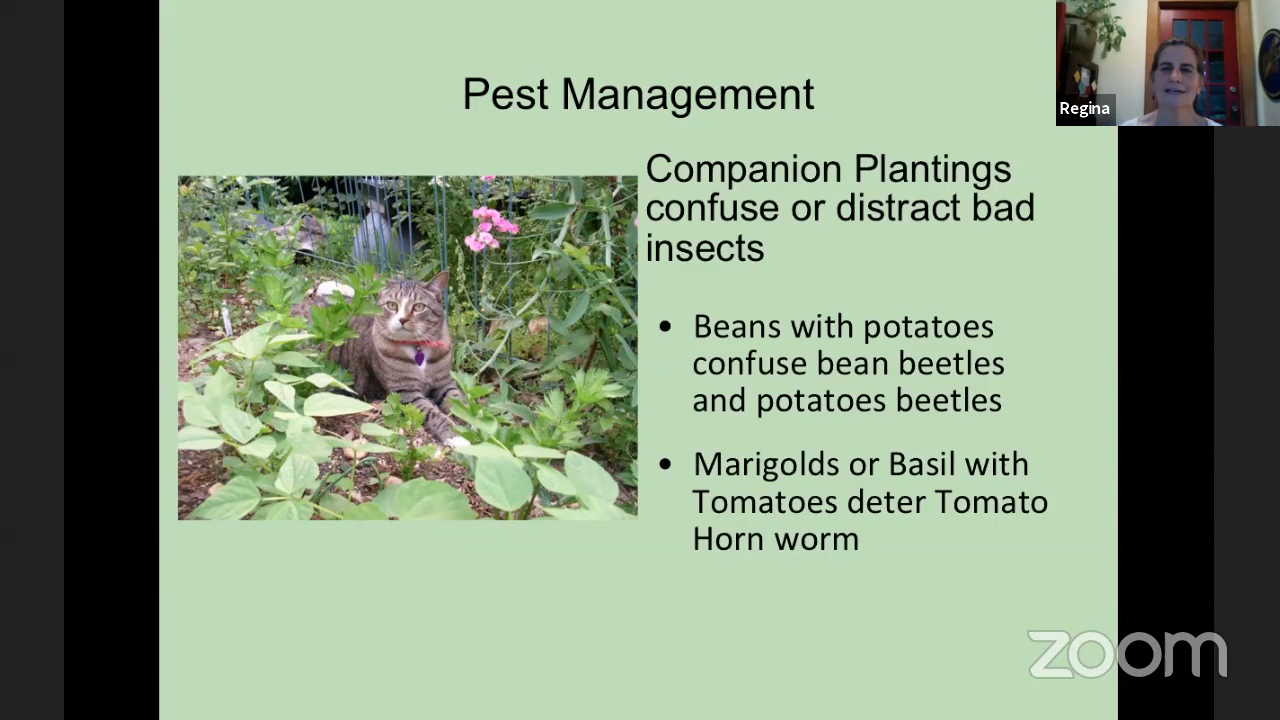 Pest Management
Regina
Companion Plantings
confuse or distract bad
insects
• Beans with potatoes
confuse bean beetles
and potatoes beetles
• Marigolds or Basil with
Tomatoes deter Tomato
Horn worm
zoom